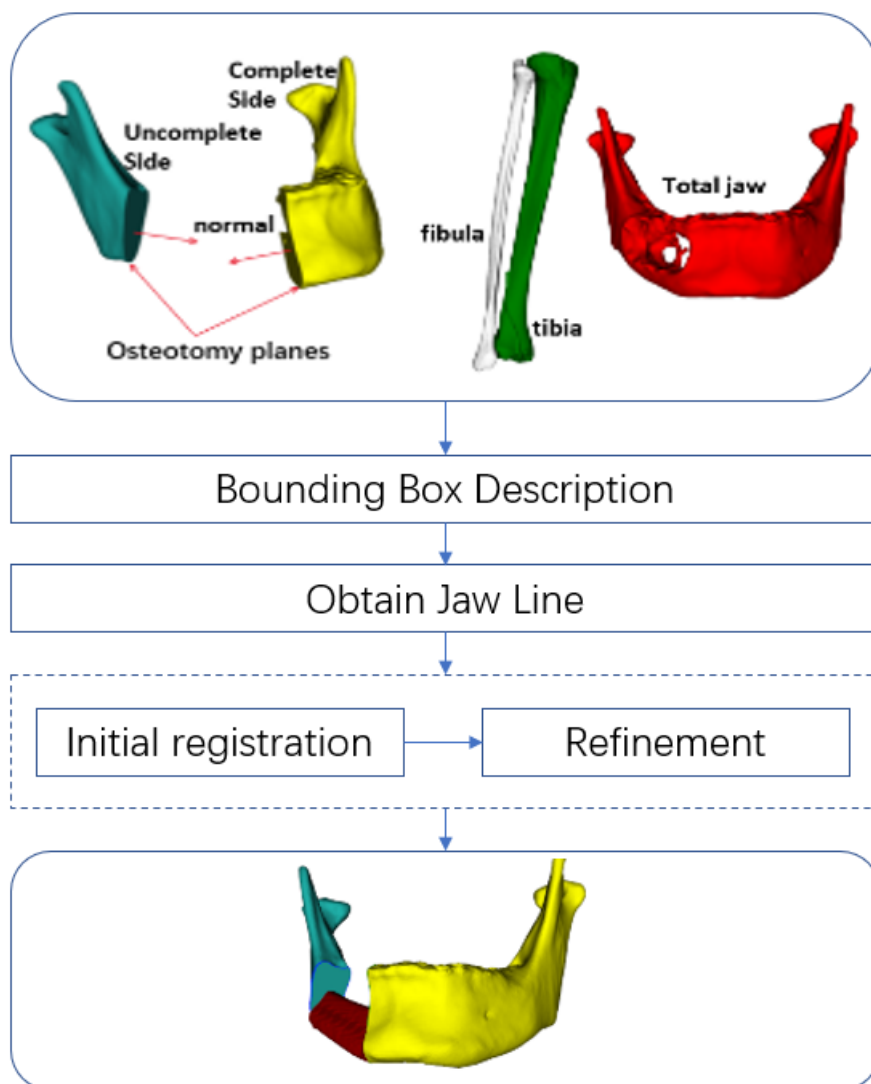 Complete
SIde
Uncomplete
SIde
normal
Osteotomy planes
fibula
tibia
Total jaw
Bounding Box Description
Obtain Jaw Line
Initial registration
Refinement